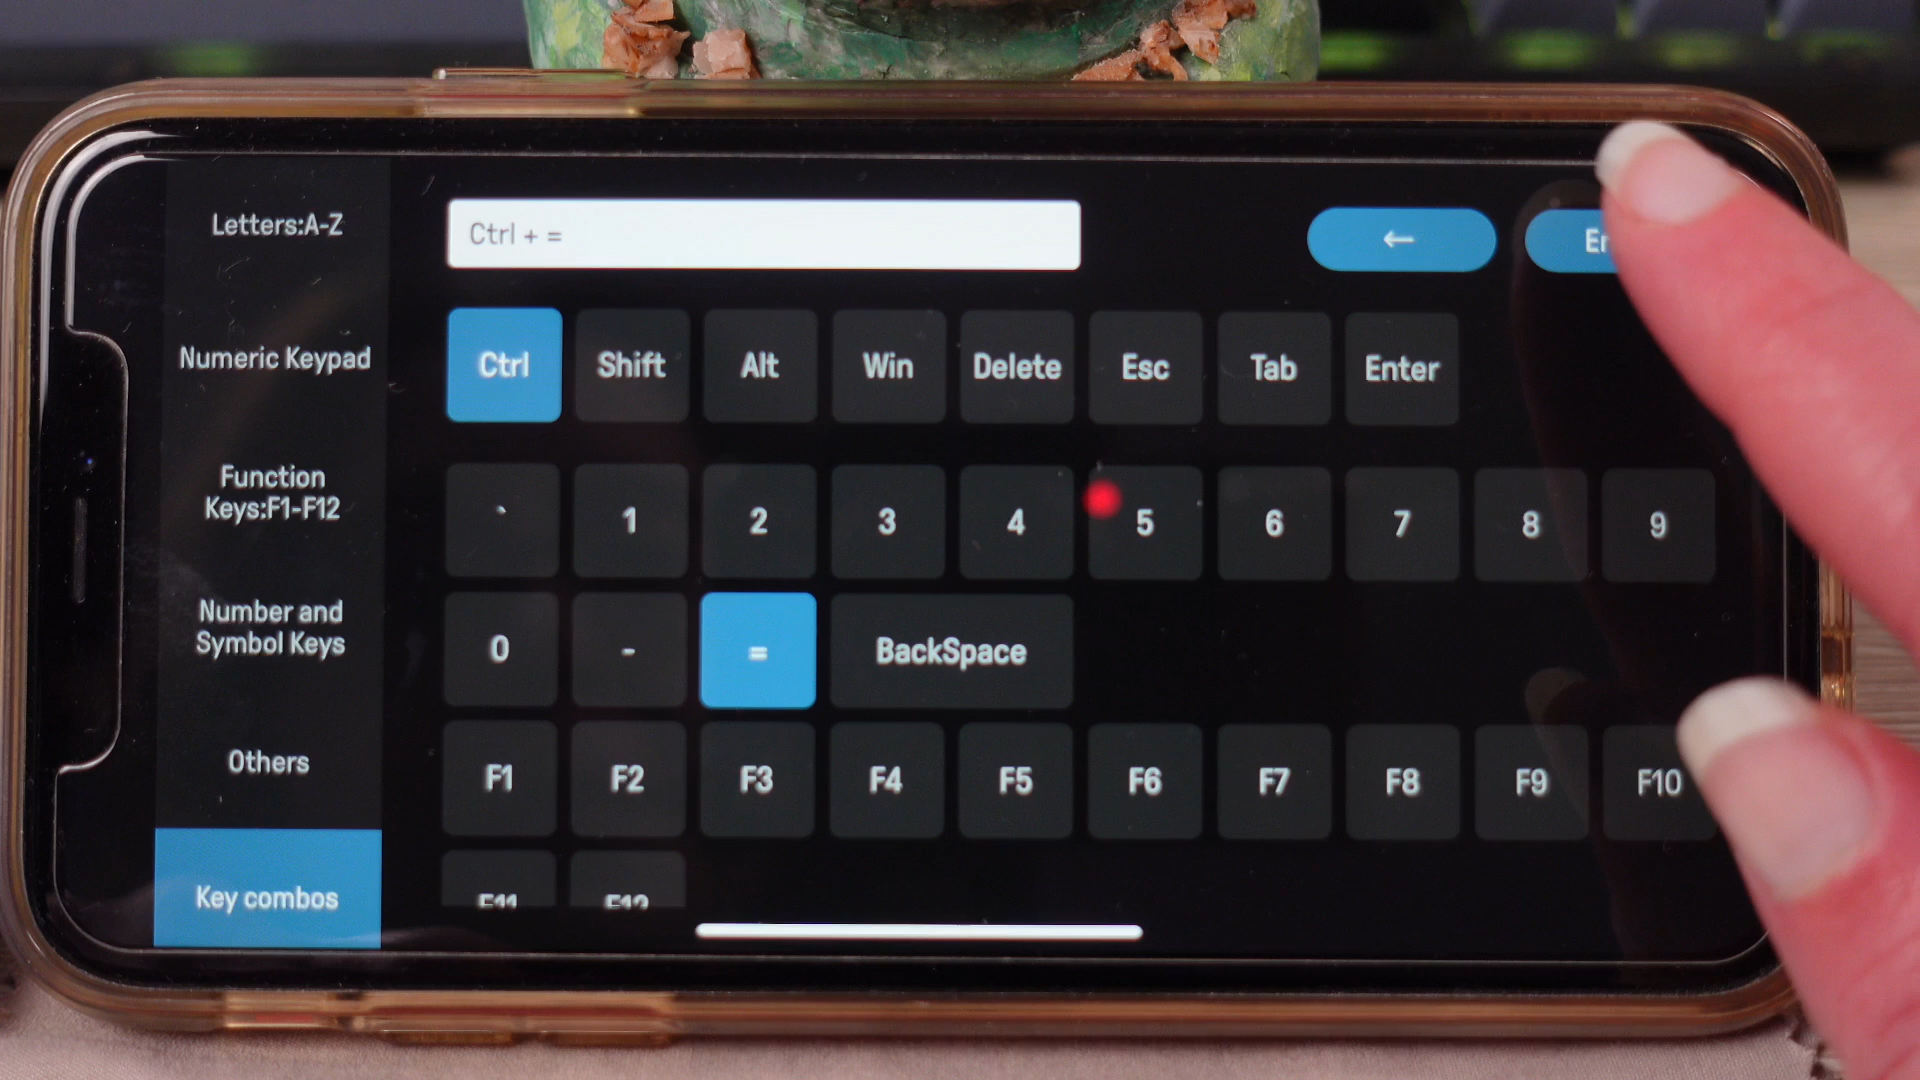 Letters:A-Z
Numeric Keypad
Function
Keys:F1-F12
Number and
Symbol Keys
Others
Key combos
Ctrl + =
←
Ctrl Shift Alt Win Delete Esc Tab Enter
` 1 2 3 4 5 6 7 8 9
0 - = BackSpace
F1 F2 F3 F4 F5 F6 F7 F8 F9 F10
F11 F12